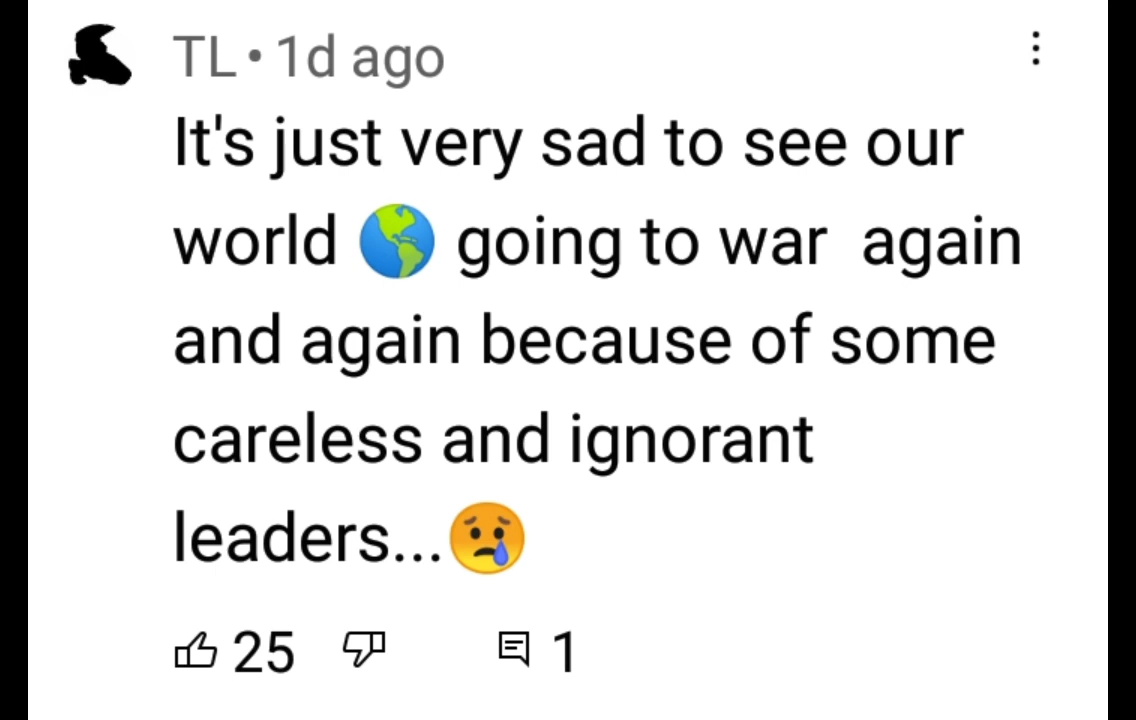 TL • 1d ago
It's just very sad to see our
world 🌎 going to war  again
and again because of some
careless and ignorant
leaders...😢
25 1